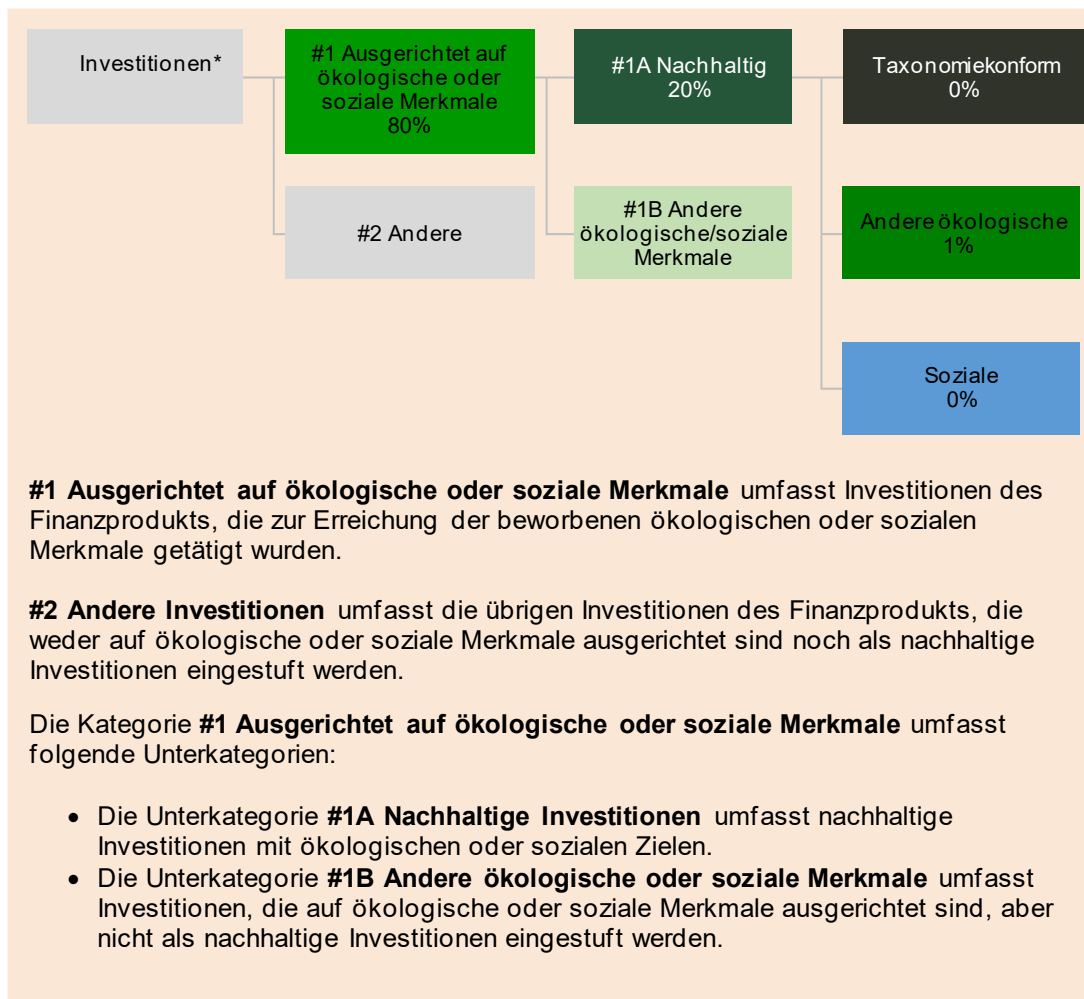 Investitionen*
#1 Ausgerichtet auf
ökologische oder
soziale Merkmale
80%
#1A Nachhaltig
20%
Taxonomiekonform
0%
#2 Andere
#1B Andere
ökologische/soziale
Merkmale
Andere ökologische
1%
Soziale
0%
#1 Ausgerichtet auf ökologische oder soziale Merkmale umfasst Investitionen des
Finanzprodukts, die zur Erreichung der beworbenen ökologischen oder sozialen
Merkmale getätigt wurden.
#2 Andere Investitionen umfasst die übrigen Investitionen des Finanzprodukts, die
weder auf ökologische oder soziale Merkmale ausgerichtet sind noch als nachhaltige
Investitionen eingestuft werden.
Die Kategorie #1 Ausgerichtet auf ökologische oder soziale Merkmale umfasst
folgende Unterkategorien:
• Die Unterkategorie #1A Nachhaltige Investitionen umfasst nachhaltige
Investitionen mit ökologischen oder sozialen Zielen.
• Die Unterkategorie #1B Andere ökologische oder soziale Merkmale umfasst
Investitionen, die auf ökologische oder soziale Merkmale ausgerichtet sind, aber
nicht als nachhaltige Investitionen eingestuft werden.